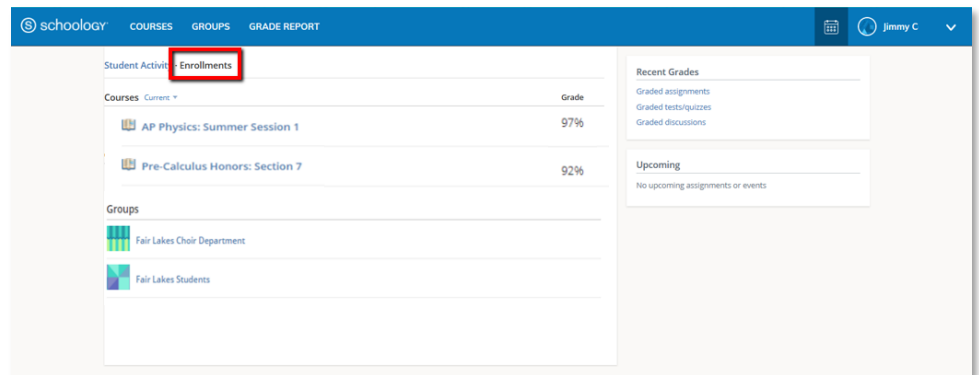 schoology COURSES GROUPS GRADE REPORT Jimmy C
Student Activity · Enrollments
Courses Current Grade
AP Physics: Summer Session 1 97%
Pre-Calculus Honors: Section 7 92%
Groups
Fair Lakes Choir Department
Fair Lakes Students
Recent Grades
Graded assignments
Graded tests/quizzes
Graded discussions
Upcoming
No upcoming assignments or events